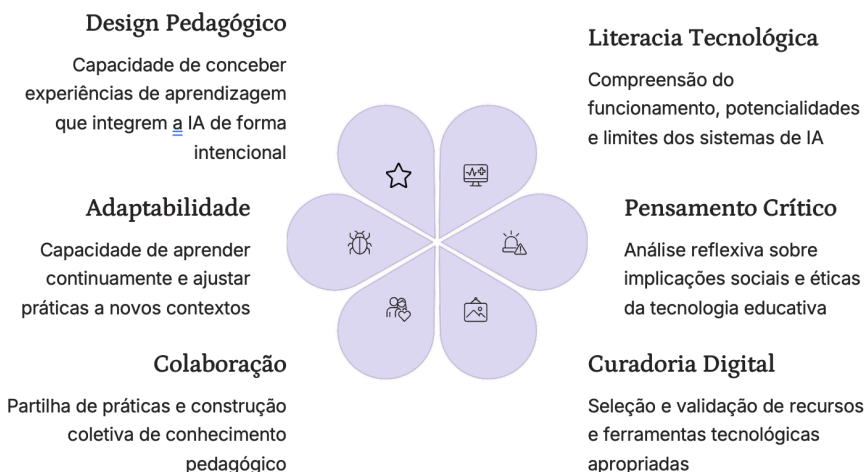 Design Pedagógico
Capacidade de conceber
experiências de aprendizagem
que integrem a IA de forma
intencional
Literacia Tecnológica
Compreensão do
funcionamento, potencialidades
e limites dos sistemas de IA
Adaptabilidade
Capacidade de aprender
continuamente e ajustar
práticas a novos contextos
Pensamento Crítico
Análise reflexiva sobre
implicações sociais e éticas
da tecnologia educativa
Colaboração
Partilha de práticas e construção
coletiva de conhecimento
pedagógico
Curadoria Digital
Seleção e validação de recursos
e ferramentas tecnológicas
apropriadas